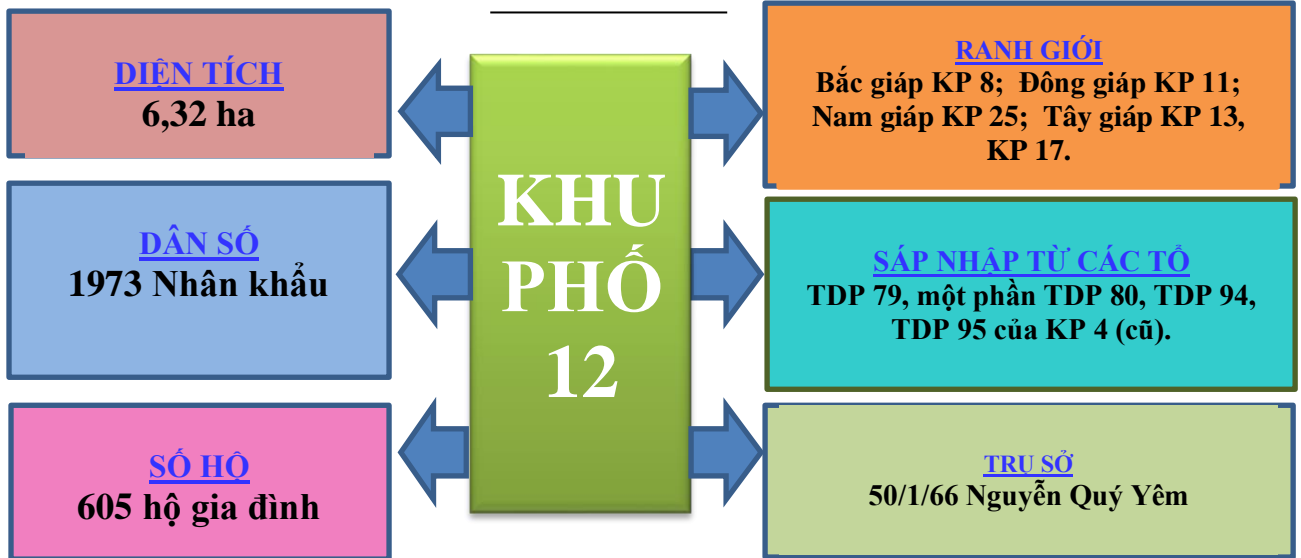 DIỆN TÍCH
6,32 ha
DÂN SỐ
1973 Nhân khẩu
SỐ HỘ
605 hộ gia đình
KHU
PHỐ
12
RANH GIỚI
Bắc giáp KP 8; Đông giáp KP 11;
Nam giáp KP 25; Tây giáp KP 13,
KP 17.
SÁP NHẬP TỪ CÁC TỔ
TDP 79, một phần TDP 80, TDP 94,
TDP 95 của KP 4 (cũ).
TRỤ SỞ
50/1/66 Nguyễn Quý Yêm